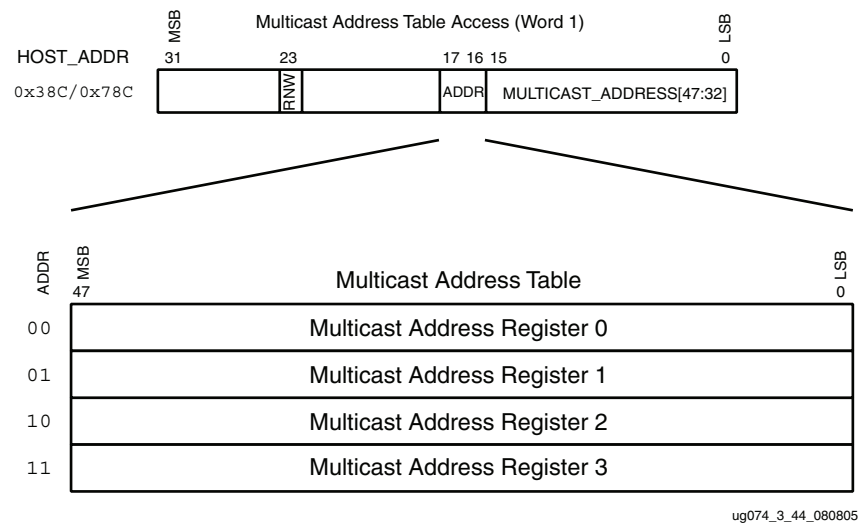 MSB
Multicast Address Table Access (Word 1)
LSB
HOST_ADDR 31 23 17 16 15 0
0x38C/0x78C RNW ADDR MULTICAST_ADDRESS[47:32]
ADDR MSB Multicast Address Table LSB
47 0
00 Multicast Address Register 0
01 Multicast Address Register 1
10 Multicast Address Register 2
11 Multicast Address Register 3
ug074_3_44_080805